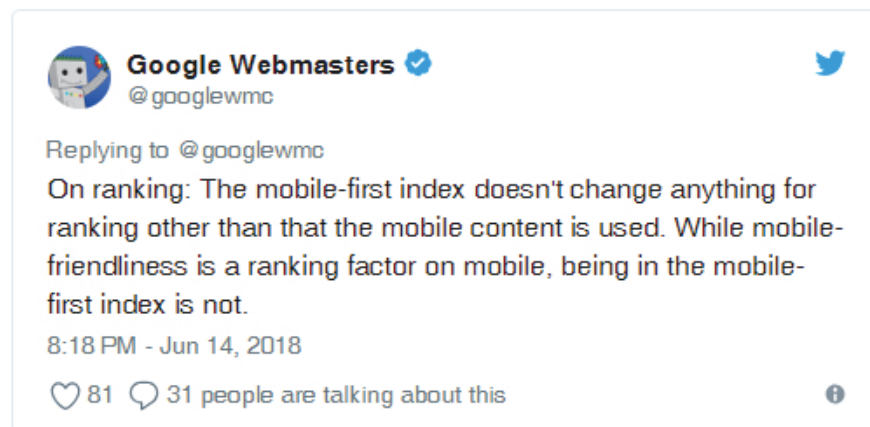 Google Webmasters
@googlewmc
Replying to @googlewmc
On ranking: The mobile-first index doesn't change anything for
ranking other than that the mobile content is used. While mobile-
friendliness is a ranking factor on mobile, being in the mobile-
first index is not.
8:18 PM - Jun 14, 2018
81 31 people are talking about this